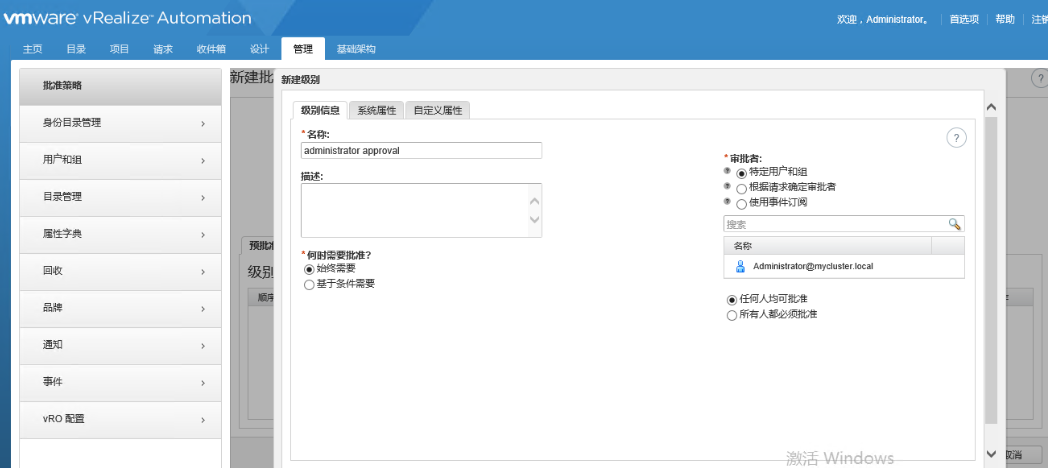 vmware vRealize Automation
欢迎，Administrator。 首选项 帮助 注销
主页 目录 项目 请求 收件箱 设计 管理 基础架构
批准策略
身份目录管理
用户和组
目录管理
属性字典
回收
品牌
通知
事件
vRO 配置
新建批
预批准
级别
顺序
新建级别
级别信息 系统属性 自定义属性
*名称:
administrator approval
描述:
*何时需要批准?
始终需要
基于条件需要
*审批者:
特定用户和组
根据请求确定审批者
使用事件订阅
搜索
名称
Administrator@mycluster.local
任何人均可批准
所有人都必须批准
取消
激活 Windows